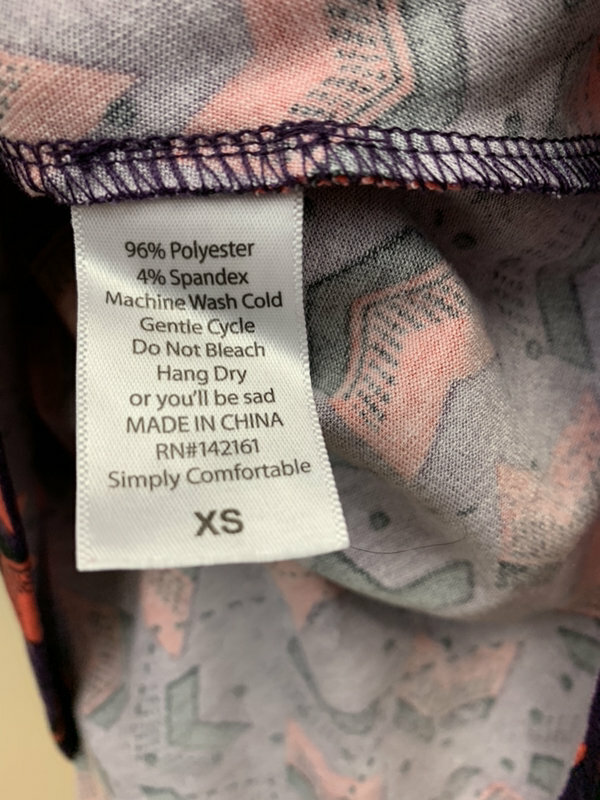 96% Polyester
4% Spandex
Machine Wash Cold
Gentle Cycle
Do Not Bleach
Hang Dry
or you'll be sad
MADE IN CHINA
RN#142161
Simply Comfortable
XS